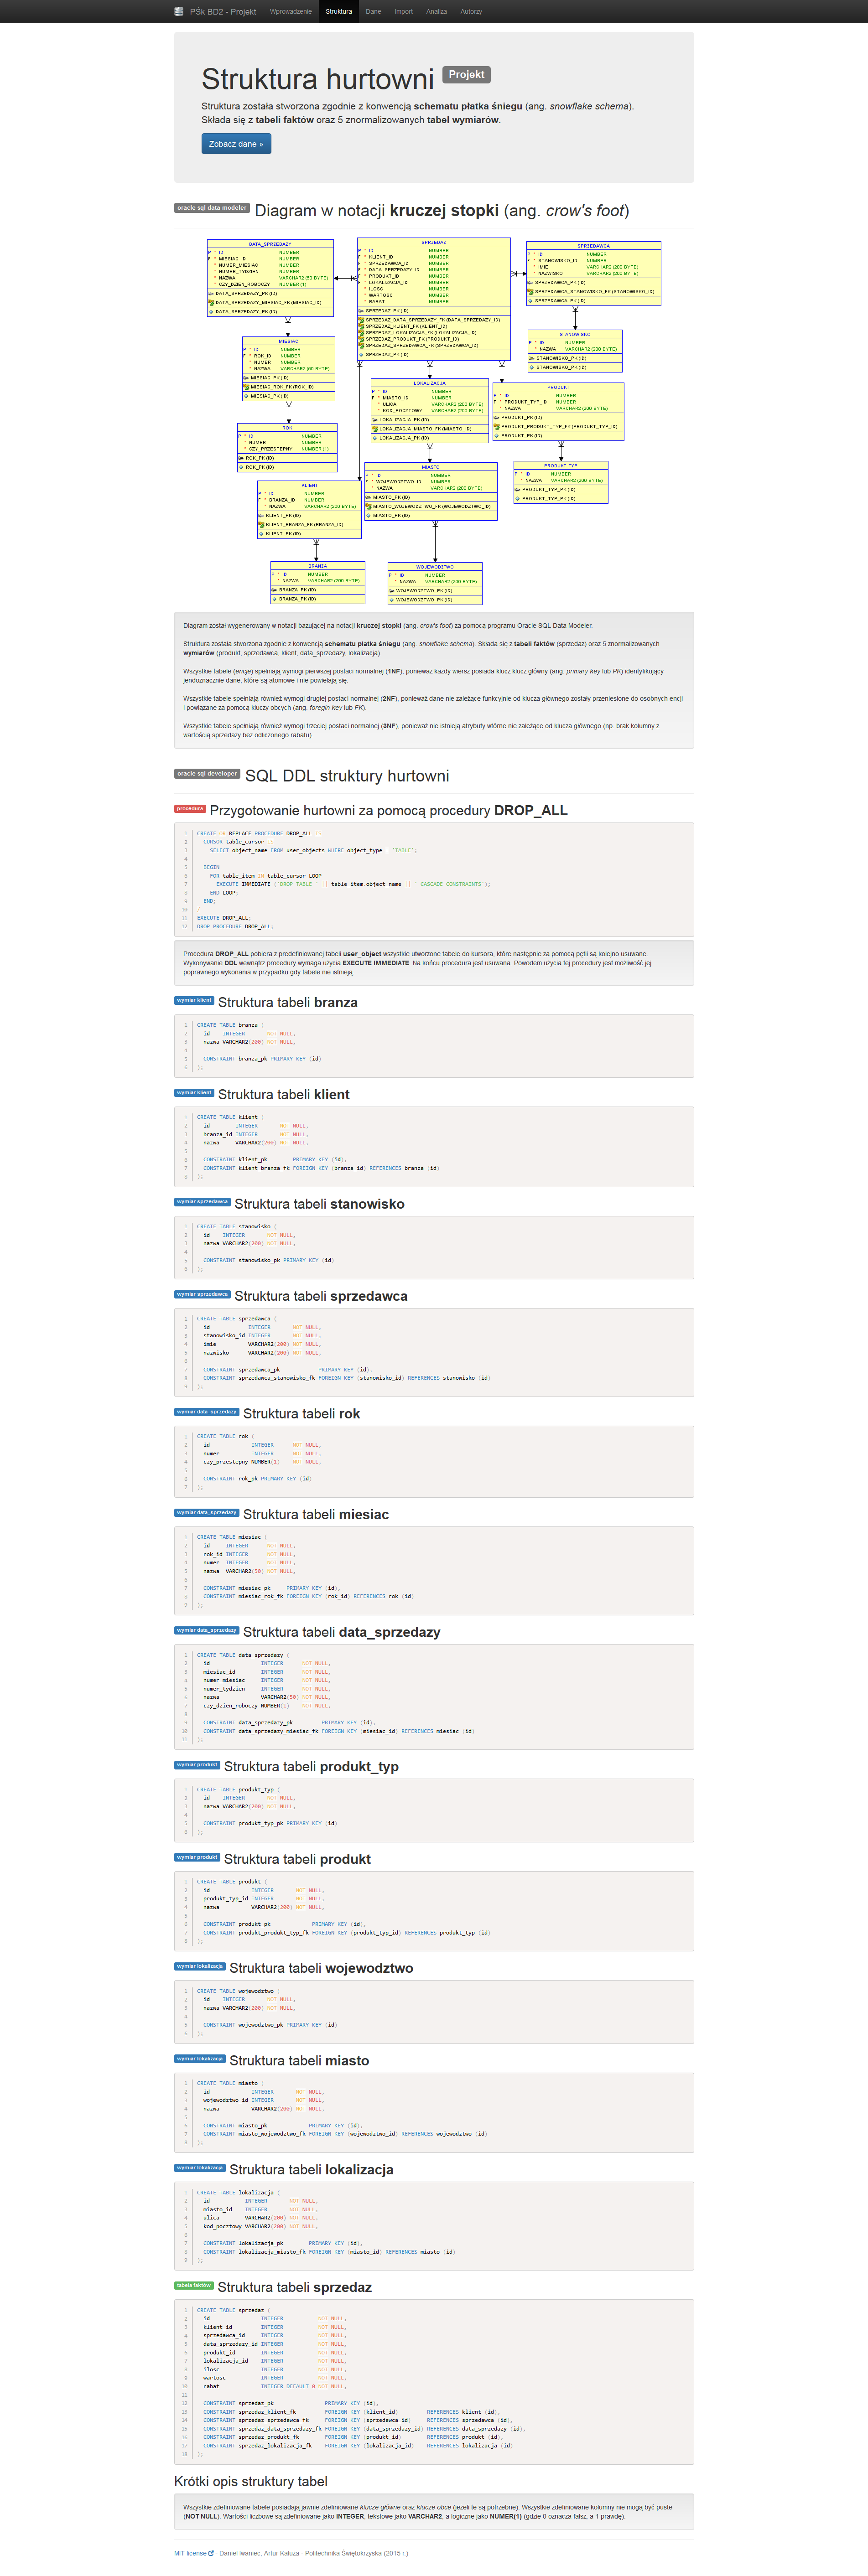 PŚk BD2 - Projekt Wprowadzenie Struktura Dane Import Analiza Autorzy
Struktura hurtowni Projekt
Struktura została stworzona zgodnie z konwencją schematu płatka śniegu (ang. snowflake schema).
Składa się z tabeli faktów oraz 5 znormalizowanych tabel wymiarów.
Zobacz dane »
oracle sql data modeler Diagram w notacji kruczej stopki (ang. crow's foot)
DATA_SPRZEDAZY
P * ID NUMBER
F * MIESIAC_ID NUMBER
* NUMER_MIESIAC NUMBER
* NUMER_TYDZIEN NUMBER
* NAZWA VARCHAR2 (50 BYTE)
* CZY_DZIEN_ROBOCZY NUMBER (1)
DATA_SPRZEDAZY_PK (ID)
DATA_SPRZEDAZY_MIESIAC_FK (MIESIAC_ID)
DATA_SPRZEDAZY_PK (ID)
SPRZEDAZ
P * ID NUMBER
F * KLIENT_ID NUMBER
F * SPRZEDAWCA_ID NUMBER
F * DATA_SPRZEDAZY_ID NUMBER
F * PRODUKT_ID NUMBER
F * LOKALIZACJA_ID NUMBER
* ILOSC NUMBER
* WARTOSC NUMBER
* RABAT NUMBER
SPRZEDAZ_PK (ID)
SPRZEDAZ_DATA_SPRZEDAZY_FK (DATA_SPRZEDAZY_ID)
SPRZEDAZ_KLIENT_FK (KLIENT_ID)
SPRZEDAZ_LOKALIZACJA_FK (LOKALIZACJA_ID)
SPRZEDAZ_PRODUKT_FK (PRODUKT_ID)
SPRZEDAZ_SPRZEDAWCA_FK (SPRZEDAWCA_ID)
SPRZEDAZ_PK (ID)
SPRZEDAWCA
P * ID NUMBER
F * STANOWISKO_ID NUMBER
* IMIE VARCHAR2 (200 BYTE)
* NAZWISKO VARCHAR2 (200 BYTE)
SPRZEDAWCA_PK (ID)
SPRZEDAWCA_STANOWISKO_FK (STANOWISKO_ID)
SPRZEDAWCA_PK (ID)
MIESIAC
P * ID NUMBER
F * ROK_ID NUMBER
* NUMER NUMBER
* NAZWA VARCHAR2 (50 BYTE)
MIESIAC_PK (ID)
MIESIAC_ROK_FK (ROK_ID)
MIESIAC_PK (ID)
STANOWISKO
P * ID NUMBER
* NAZWA VARCHAR2 (200 BYTE)
STANOWISKO_PK (ID)
STANOWISKO_PK (ID)
LOKALIZACJA
P * ID NUMBER
F * MIASTO_ID NUMBER
* ULICA VARCHAR2 (200 BYTE)
* KOD_POCZTOWY VARCHAR2 (200 BYTE)
LOKALIZACJA_PK (ID)
LOKALIZACJA_MIASTO_FK (MIASTO_ID)
LOKALIZACJA_PK (ID)
PRODUKT
P * ID NUMBER
F * PRODUKT_TYP_ID NUMBER
* NAZWA VARCHAR2 (200 BYTE)
PRODUKT_PK (ID)
PRODUKT_PRODUKT_TYP_FK (PRODUKT_TYP_ID)
PRODUKT_PK (ID)
ROK
P * ID NUMBER
* NUMER NUMBER
* CZY_PRZESTEPNY NUMBER (1)
ROK_PK (ID)
ROK_PK (ID)
MIASTO
P * ID NUMBER
F * WOJEWODZTWO_ID NUMBER
* NAZWA VARCHAR2 (200 BYTE)
MIASTO_PK (ID)
MIASTO_WOJEWODZTWO_FK (WOJEWODZTWO_ID)
MIASTO_PK (ID)
PRODUKT_TYP
P * ID NUMBER
* NAZWA VARCHAR2 (200 BYTE)
PRODUKT_TYP_PK (ID)
PRODUKT_TYP_PK (ID)
KLIENT
P * ID NUMBER
F * BRANZA_ID NUMBER
* NAZWA VARCHAR2 (200 BYTE)
KLIENT_PK (ID)
KLIENT_BRANZA_FK (BRANZA_ID)
KLIENT_PK (ID)
BRANZA
P * ID NUMBER
* NAZWA VARCHAR2 (200 BYTE)
BRANZA_PK (ID)
BRANZA_PK (ID)
WOJEWODZTWO
P * ID NUMBER
* NAZWA VARCHAR2 (200 BYTE)
WOJEWODZTWO_PK (ID)
WOJEWODZTWO_PK (ID)
Diagram został wygenerowany w notacji bazującej na notacji kruczej stopki (ang. crow's foot) za pomocą programu Oracle SQL Data Modeler.
Struktura została stworzona zgodnie z konwencją schematu płatka śniegu (ang. snowflake schema). Składa się z tabeli faktów (sprzedaz) oraz 5 znormalizowanych
wymiarów (produkt, sprzedawca, klient, data_sprzedazy, lokalizacja).
Wszystkie tabele (encje) spełniają wymogi pierwszej postaci normalnej (1NF), ponieważ każdy wiersz posiada klucz klucz główny (ang. primary key lub PK) identyfikujący
jendoznacznie dane, które są atomowe i nie powielają się.
Wszystkie tabele spełniają również wymogi drugiej postaci normalnej (2NF), ponieważ dane nie zależące funkcyjnie od klucza głównego zostały przeniesione do osobnych encji
i powiązane za pomocą kluczy obcych (ang. foregin key lub FK).
Wszystkie tabele spełniają również wymogi trzeciej postaci normalnej (3NF), ponieważ nie istnieją atrybuty wtórne nie zależące od klucza głównego (np. brak kolumny z
wartością sprzedaży bez odliczonego rabatu).
oracle sql developer SQL DDL struktury hurtowni
procedura Przygotowanie hurtowni za pomocą procedury DROP_ALL
1 CREATE OR REPLACE PROCEDURE DROP_ALL IS
2 CURSOR table_cursor IS
3 SELECT object_name FROM user_objects WHERE object_type = 'TABLE';
4
5 BEGIN
6 FOR table_item IN table_cursor LOOP
7 EXECUTE IMMEDIATE ('DROP TABLE ' || table_item.object_name || ' CASCADE CONSTRAINTS');
8 END LOOP;
9 END;
10 /
11 EXECUTE DROP_ALL;
12 DROP PROCEDURE DROP_ALL;
Procedura DROP_ALL pobiera z predefiniowanej tabeli user_object wszystkie utworzone tabele do kursora, które następnie za pomocą pętli są kolejno usuwane.
Wykonywanie DDL wewnątrz procedury wymaga użycia EXECUTE IMMEDIATE. Na końcu procedura jest usuwana. Powodem użycia tej procedury jest możliwość jej
poprawnego wykonania w przypadku gdy tabele nie istnieją.
wymiar klient Struktura tabeli branza
1 CREATE TABLE branza (
2 id INTEGER NOT NULL,
3 nazwa VARCHAR2(200) NOT NULL,
4
5 CONSTRAINT branza_pk PRIMARY KEY (id)
6 );
wymiar klient Struktura tabeli klient
1 CREATE TABLE klient (
2 id INTEGER NOT NULL,
3 branza_id INTEGER NOT NULL,
4 nazwa VARCHAR2(200) NOT NULL,
5
6 CONSTRAINT klient_pk PRIMARY KEY (id),
7 CONSTRAINT klient_branza_fk FOREIGN KEY (branza_id) REFERENCES branza (id)
8 );
wymiar sprzedawca Struktura tabeli stanowisko
1 CREATE TABLE stanowisko (
2 id INTEGER NOT NULL,
3 nazwa VARCHAR2(200) NOT NULL,
4
5 CONSTRAINT stanowisko_pk PRIMARY KEY (id)
6 );
wymiar sprzedawca Struktura tabeli sprzedawca
1 CREATE TABLE sprzedawca (
2 id INTEGER NOT NULL,
3 stanowisko_id INTEGER NOT NULL,
4 imie VARCHAR2(200) NOT NULL,
5 nazwisko VARCHAR2(200) NOT NULL,
6
7 CONSTRAINT sprzedawca_pk PRIMARY KEY (id),
8 CONSTRAINT sprzedawca_stanowisko_fk FOREIGN KEY (stanowisko_id) REFERENCES stanowisko (id)
9 );
wymiar data_sprzedazy Struktura tabeli rok
1 CREATE TABLE rok (
2 id INTEGER NOT NULL,
3 numer INTEGER NOT NULL,
4 czy_przestepny NUMBER(1) NOT NULL,
5
6 CONSTRAINT rok_pk PRIMARY KEY (id)
7 );
wymiar data_sprzedazy Struktura tabeli miesiac
1 CREATE TABLE miesiac (
2 id INTEGER NOT NULL,
3 rok_id INTEGER NOT NULL,
4 numer INTEGER NOT NULL,
5 nazwa VARCHAR2(50) NOT NULL,
6
7 CONSTRAINT miesiac_pk PRIMARY KEY (id),
8 CONSTRAINT miesiac_rok_fk FOREIGN KEY (rok_id) REFERENCES rok (id)
9 );
wymiar data_sprzedazy Struktura tabeli data_sprzedazy
1 CREATE TABLE data_sprzedazy (
2 id INTEGER NOT NULL,
3 miesiac_id INTEGER NOT NULL,
4 numer_miesiac INTEGER NOT NULL,
5 numer_tydzien INTEGER NOT NULL,
6 nazwa VARCHAR2(50) NOT NULL,
7 czy_dzien_roboczy NUMBER(1) NOT NULL,
8
9 CONSTRAINT data_sprzedazy_pk PRIMARY KEY (id),
10 CONSTRAINT data_sprzedazy_miesiac_fk FOREIGN KEY (miesiac_id) REFERENCES miesiac (id)
11 );
wymiar produkt Struktura tabeli produkt_typ
1 CREATE TABLE produkt_typ (
2 id INTEGER NOT NULL,
3 nazwa VARCHAR2(200) NOT NULL,
4
5 CONSTRAINT produkt_typ_pk PRIMARY KEY (id)
6 );
wymiar produkt Struktura tabeli produkt
1 CREATE TABLE produkt (
2 id INTEGER NOT NULL,
3 produkt_typ_id INTEGER NOT NULL,
4 nazwa VARCHAR2(200) NOT NULL,
5
6 CONSTRAINT produkt_pk PRIMARY KEY (id),
7 CONSTRAINT produkt_produkt_typ_fk FOREIGN KEY (produkt_typ_id) REFERENCES produkt_typ (id)
8 );
wymiar lokalizacja Struktura tabeli wojewodztwo
1 CREATE TABLE wojewodztwo (
2 id INTEGER NOT NULL,
3 nazwa VARCHAR2(200) NOT NULL,
4
5 CONSTRAINT wojewodztwo_pk PRIMARY KEY (id)
6 );
wymiar lokalizacja Struktura tabeli miasto
1 CREATE TABLE miasto (
2 id INTEGER NOT NULL,
3 wojewodztwo_id INTEGER NOT NULL,
4 nazwa VARCHAR2(200) NOT NULL,
5
6 CONSTRAINT miasto_pk PRIMARY KEY (id),
7 CONSTRAINT miasto_wojewodztwo_fk FOREIGN KEY (wojewodztwo_id) REFERENCES wojewodztwo (id)
8 );
wymiar lokalizacja Struktura tabeli lokalizacja
1 CREATE TABLE lokalizacja (
2 id INTEGER NOT NULL,
3 miasto_id INTEGER NOT NULL,
4 ulica VARCHAR2(200) NOT NULL,
5 kod_pocztowy VARCHAR2(200) NOT NULL,
6
7 CONSTRAINT lokalizacja_pk PRIMARY KEY (id),
8 CONSTRAINT lokalizacja_miasto_fk FOREIGN KEY (miasto_id) REFERENCES miasto (id)
9 );
tabela faktów Struktura tabeli sprzedaz
1 CREATE TABLE sprzedaz (
2 id INTEGER NOT NULL,
3 klient_id INTEGER NOT NULL,
4 sprzedawca_id INTEGER NOT NULL,
5 data_sprzedazy_id INTEGER NOT NULL,
6 produkt_id INTEGER NOT NULL,
7 lokalizacja_id INTEGER NOT NULL,
8 ilosc INTEGER NOT NULL,
9 wartosc INTEGER NOT NULL,
10 rabat INTEGER DEFAULT 0 NOT NULL,
11
12 CONSTRAINT sprzedaz_pk PRIMARY KEY (id),
13 CONSTRAINT sprzedaz_klient_fk FOREIGN KEY (klient_id) REFERENCES klient (id),
14 CONSTRAINT sprzedaz_sprzedawca_fk FOREIGN KEY (sprzedawca_id) REFERENCES sprzedawca (id),
15 CONSTRAINT sprzedaz_data_sprzedazy_fk FOREIGN KEY (data_sprzedazy_id) REFERENCES data_sprzedazy (id),
16 CONSTRAINT sprzedaz_produkt_fk FOREIGN KEY (produkt_id) REFERENCES produkt (id),
17 CONSTRAINT sprzedaz_lokalizacja_fk FOREIGN KEY (lokalizacja_id) REFERENCES lokalizacja (id)
18 );
Krótki opis struktury tabel
Wszystkie zdefiniowane tabele posiadają jawnie zdefiniowane klucze główne oraz klucze obce (jeżeli te są potrzebne). Wszystkie zdefiniowane kolumny nie mogą być puste
(NOT NULL). Wartości liczbowe są zdefiniowane jako INTEGER, tekstowe jako VARCHAR2, a logiczne jako NUMER(1) (gdzie 0 oznacza fałsz, a 1 prawdę).
MIT license - Daniel Iwaniec, Artur Kałuża - Politechnika Świętokrzyska (2015 r.)